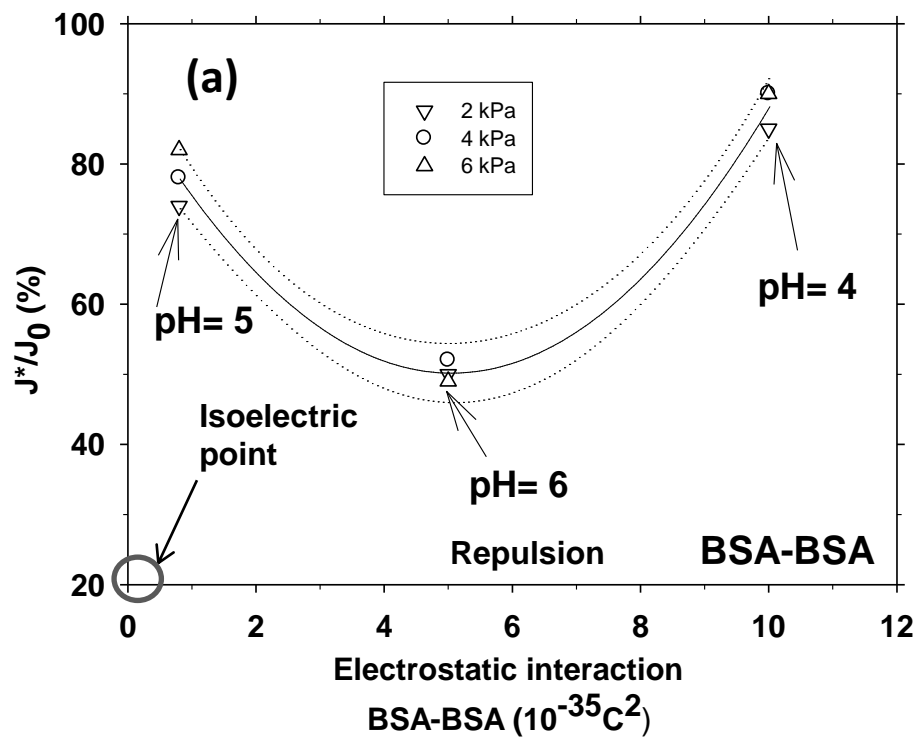 100
80
60
40
20
J*/J₀ (%)
(a)
2 kPa
4 kPa
6 kPa
pH= 5
pH= 4
Isoelectric
point
pH= 6
Repulsion
BSA-BSA
0 2 4 6 8 10 12
Electrostatic interaction
BSA-BSA (10⁻³⁵C²)